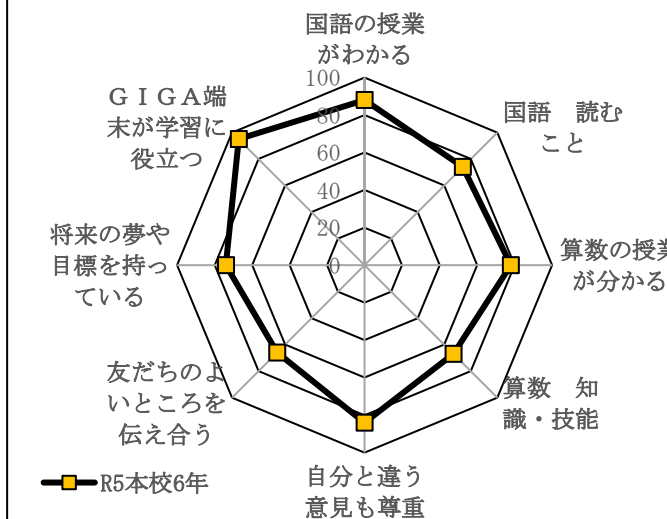 国語の授業
がわかる
国語　読む
こと
算数の授業
が分かる
算数　知
識・技能
自分と違う
意見も尊重
友だちのよ
いところを
伝え合う
将来の夢や
目標を持っ
ている
ＧＩＧＡ端
末が学習に
役立つ
100
80
60
40
20
0
R5本校6年